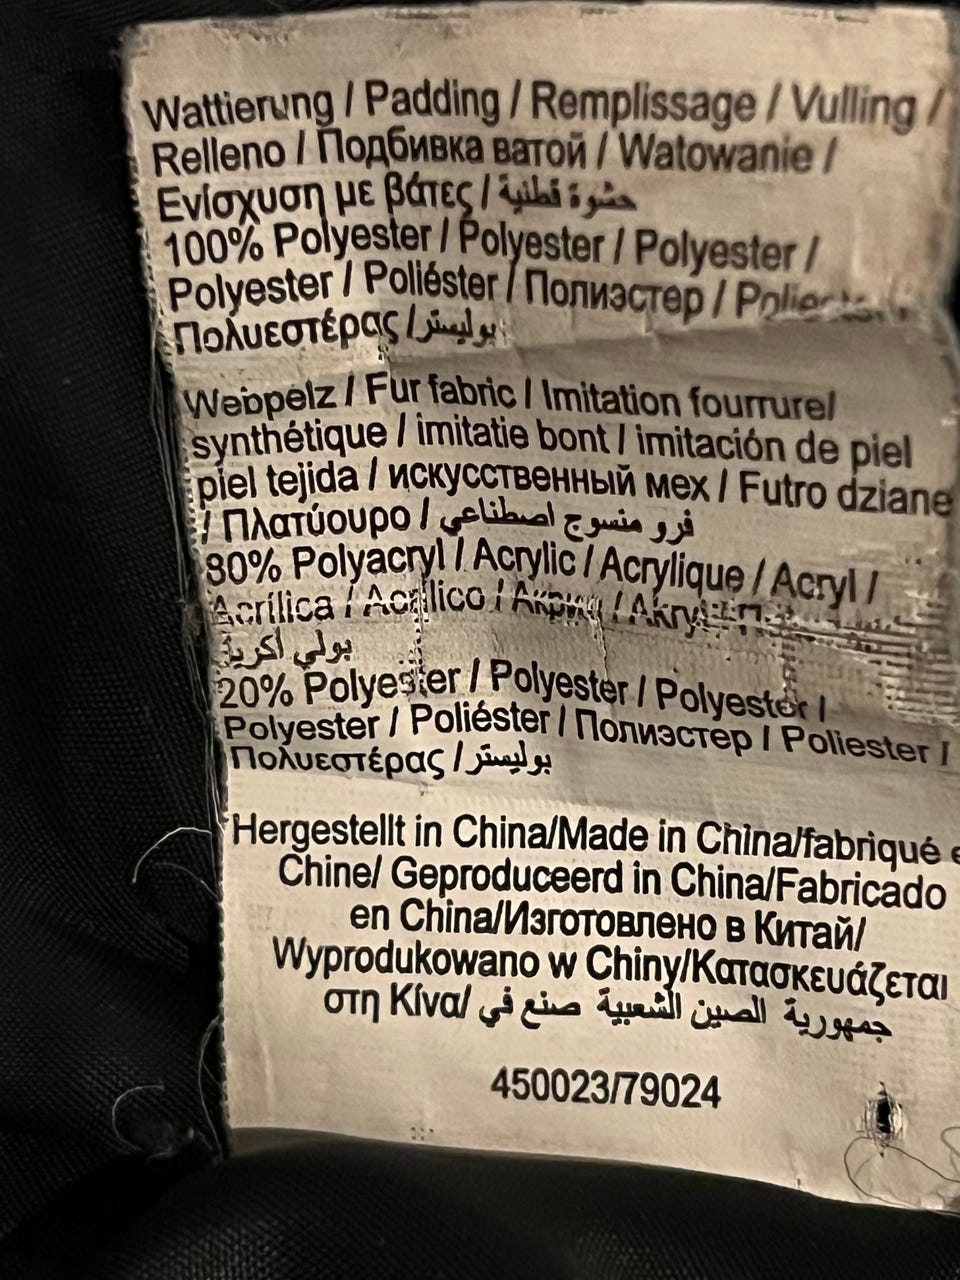 Wattierung / Padding / Remplissage / Vulling /
Relleno / Подбивка ватой / Watowanie /
Ενίσχυση με βάτες / حشوة قطنية
100% Polyester / Polyester / Polyester /
Polyester / Poliéster / Полиэстер / Poliester /
Πολυεστέρας / بوليستر
Webpelz / Fur fabric / Imitation fourrure/
synthétique / imitatie bont / imitación de piel
piel tejida / искусственный мех / Futro dziane
/ Πλατύουρο / فرو منسوج اصطناعي
80% Polyacryl / Acrylic / Acrylique / Acryl /
Acrílica / Acrílico / Акрил /
بولي
20% Polyester / Polyester / Polyester /
Polyester / Poliéster / Полиэстер / Poliester /
Πολυεστέρας / بوليستر
Hergestellt in China/Made in China/fabriqué
Chine/ Geproduceerd in China/Fabricado
en China/Изготовлено в Китай/
Wyprodukowano w Chiny/Κατασκευάζεται
στη Κίνα/ جمهورية الصين الشعبية صنع في
450023/79024